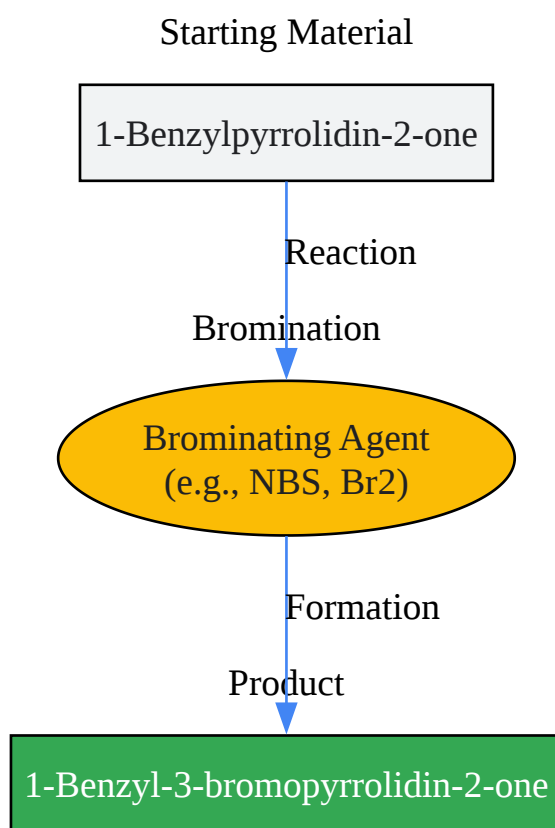 Starting Material
1-Benzylpyrrolidin-2-one
Reaction
Bromination
Brominating Agent
(e.g., NBS, Br2)
Formation
Product
1-Benzyl-3-bromopyrrolidin-2-one